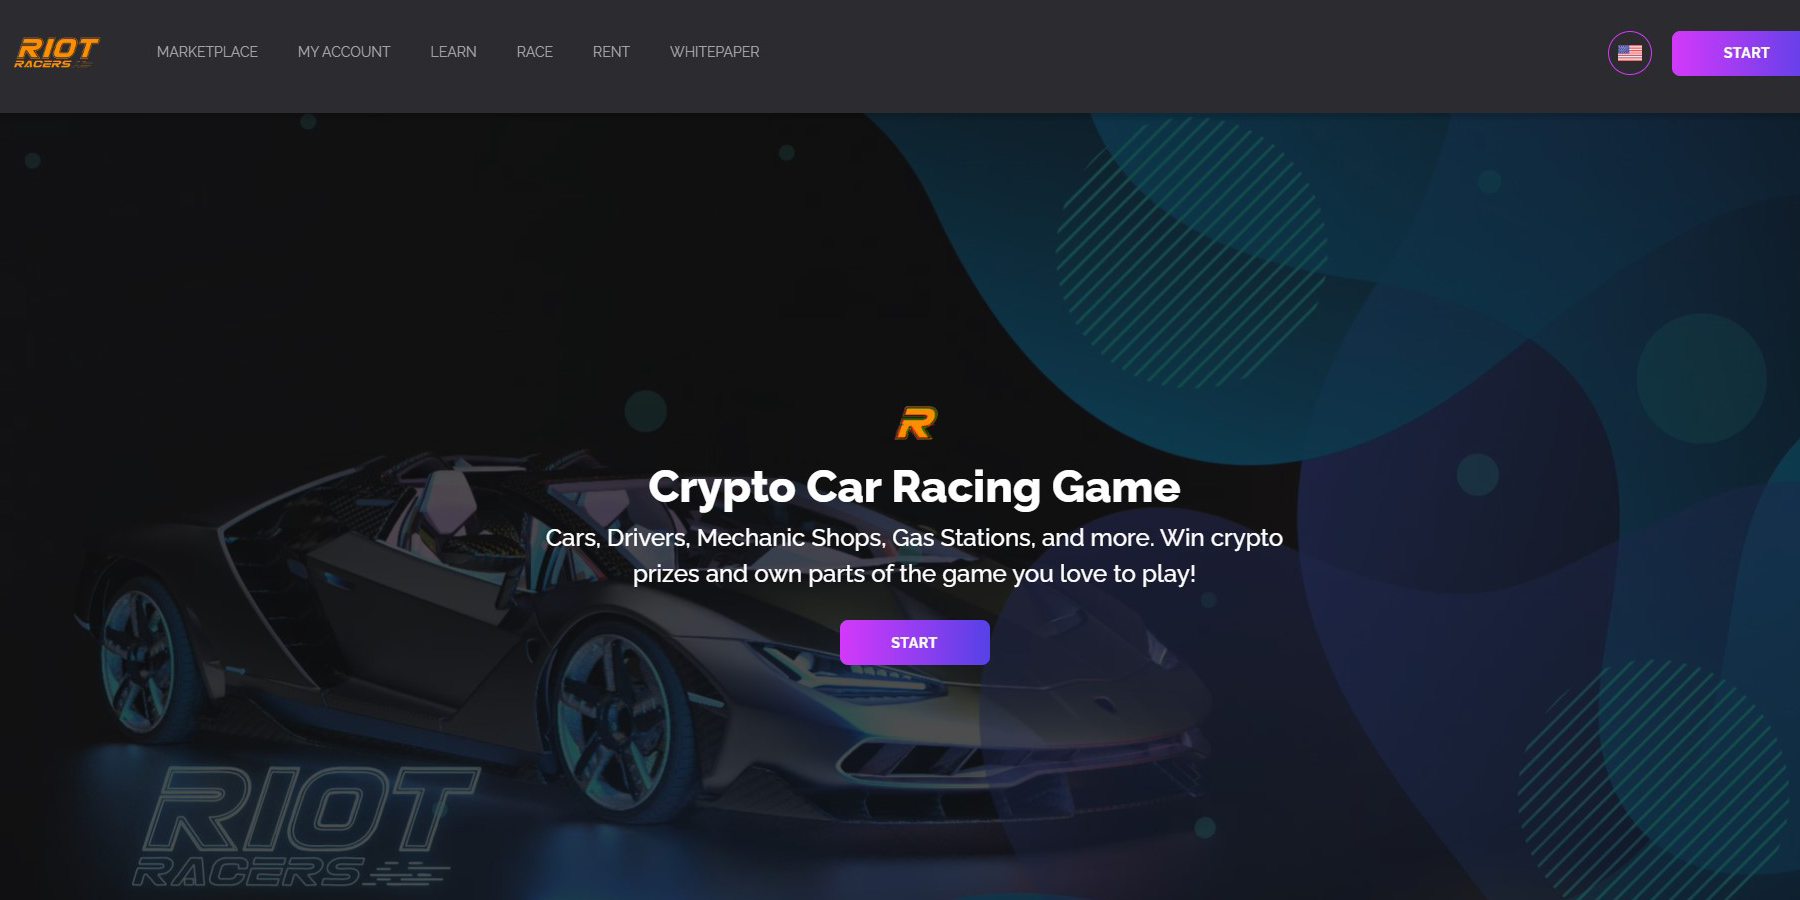 RIOT
RACERS
MARKETPLACE
MY ACCOUNT
LEARN
RACE
RENT
WHITEPAPER
START
R
Crypto Car Racing Game
Cars, Drivers, Mechanic Shops, Gas Stations, and more. Win crypto
prizes and own parts of the game you love to play!
START
RIOT
RACERS